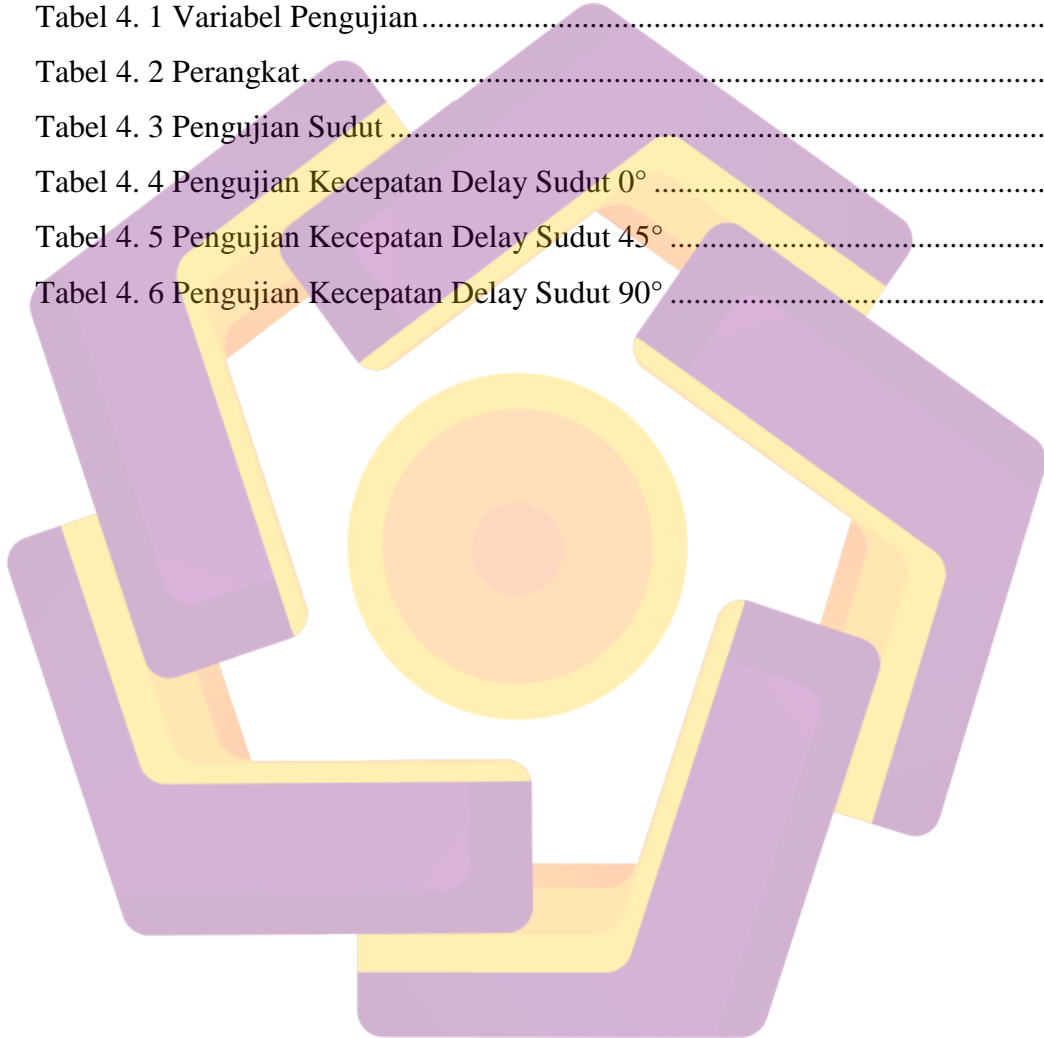 Tabel 4. 1 Variabel Pengujian...............................................................................
Tabel 4. 2 Perangkat..............................................................................................
Tabel 4. 3 Pengujian Sudut ...................................................................................
Tabel 4. 4 Pengujian Kecepatan Delay Sudut 0° .................................................
Tabel 4. 5 Pengujian Kecepatan Delay Sudut 45° ...............................................
Tabel 4. 6 Pengujian Kecepatan Delay Sudut 90° ...............................................